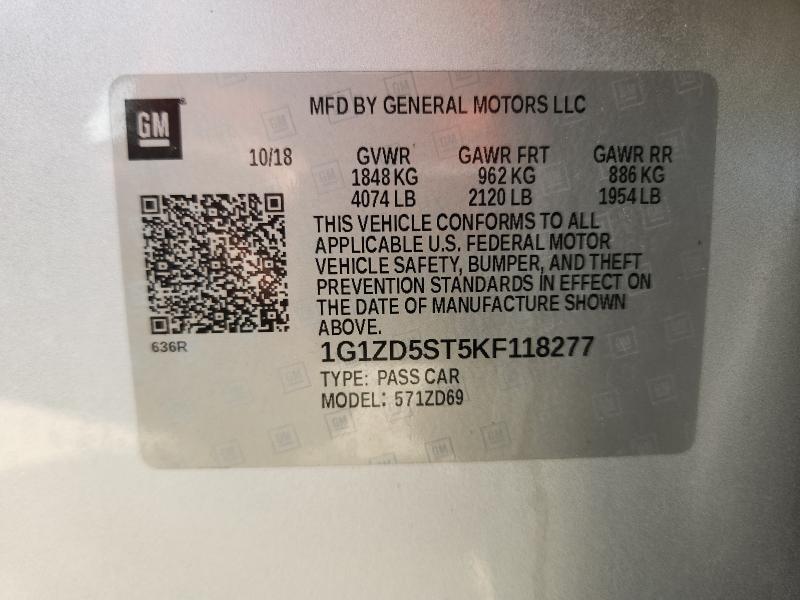 GM
MFD BY GENERAL MOTORS LLC
10/18 GVWR GAWR FRT GAWR RR
1848 KG 962 KG 886 KG
4074 LB 2120 LB 1954 LB
THIS VEHICLE CONFORMS TO ALL
APPLICABLE U.S. FEDERAL MOTOR
VEHICLE SAFETY, BUMPER, AND THEFT
PREVENTION STANDARDS IN EFFECT ON
THE DATE OF MANUFACTURE SHOWN
ABOVE.
636R
1G1ZD5ST5KF118277
TYPE: PASS CAR
MODEL: 571ZD69